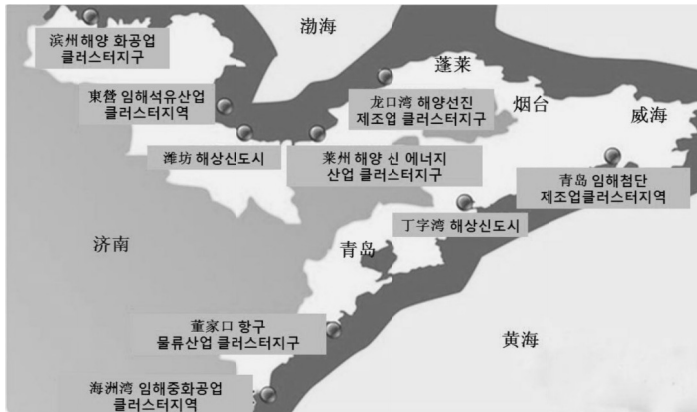 渤海
滨州해양 화공업
클러스터지구
蓬莱
東營 임해석유산업
클러스터지역
龙口湾 해양선진
제조업 클러스터지구
烟台
威海
潍坊 해상신도시
莱州 해양 신 에너지
산업 클러스터지구
青岛 임해첨단
제조업클러스터지역
丁字湾 해상신도시
济南
青岛
董家口 항구
물류산업 클러스터지구
黄海
海洲湾 임해중화공업
클러스터지역